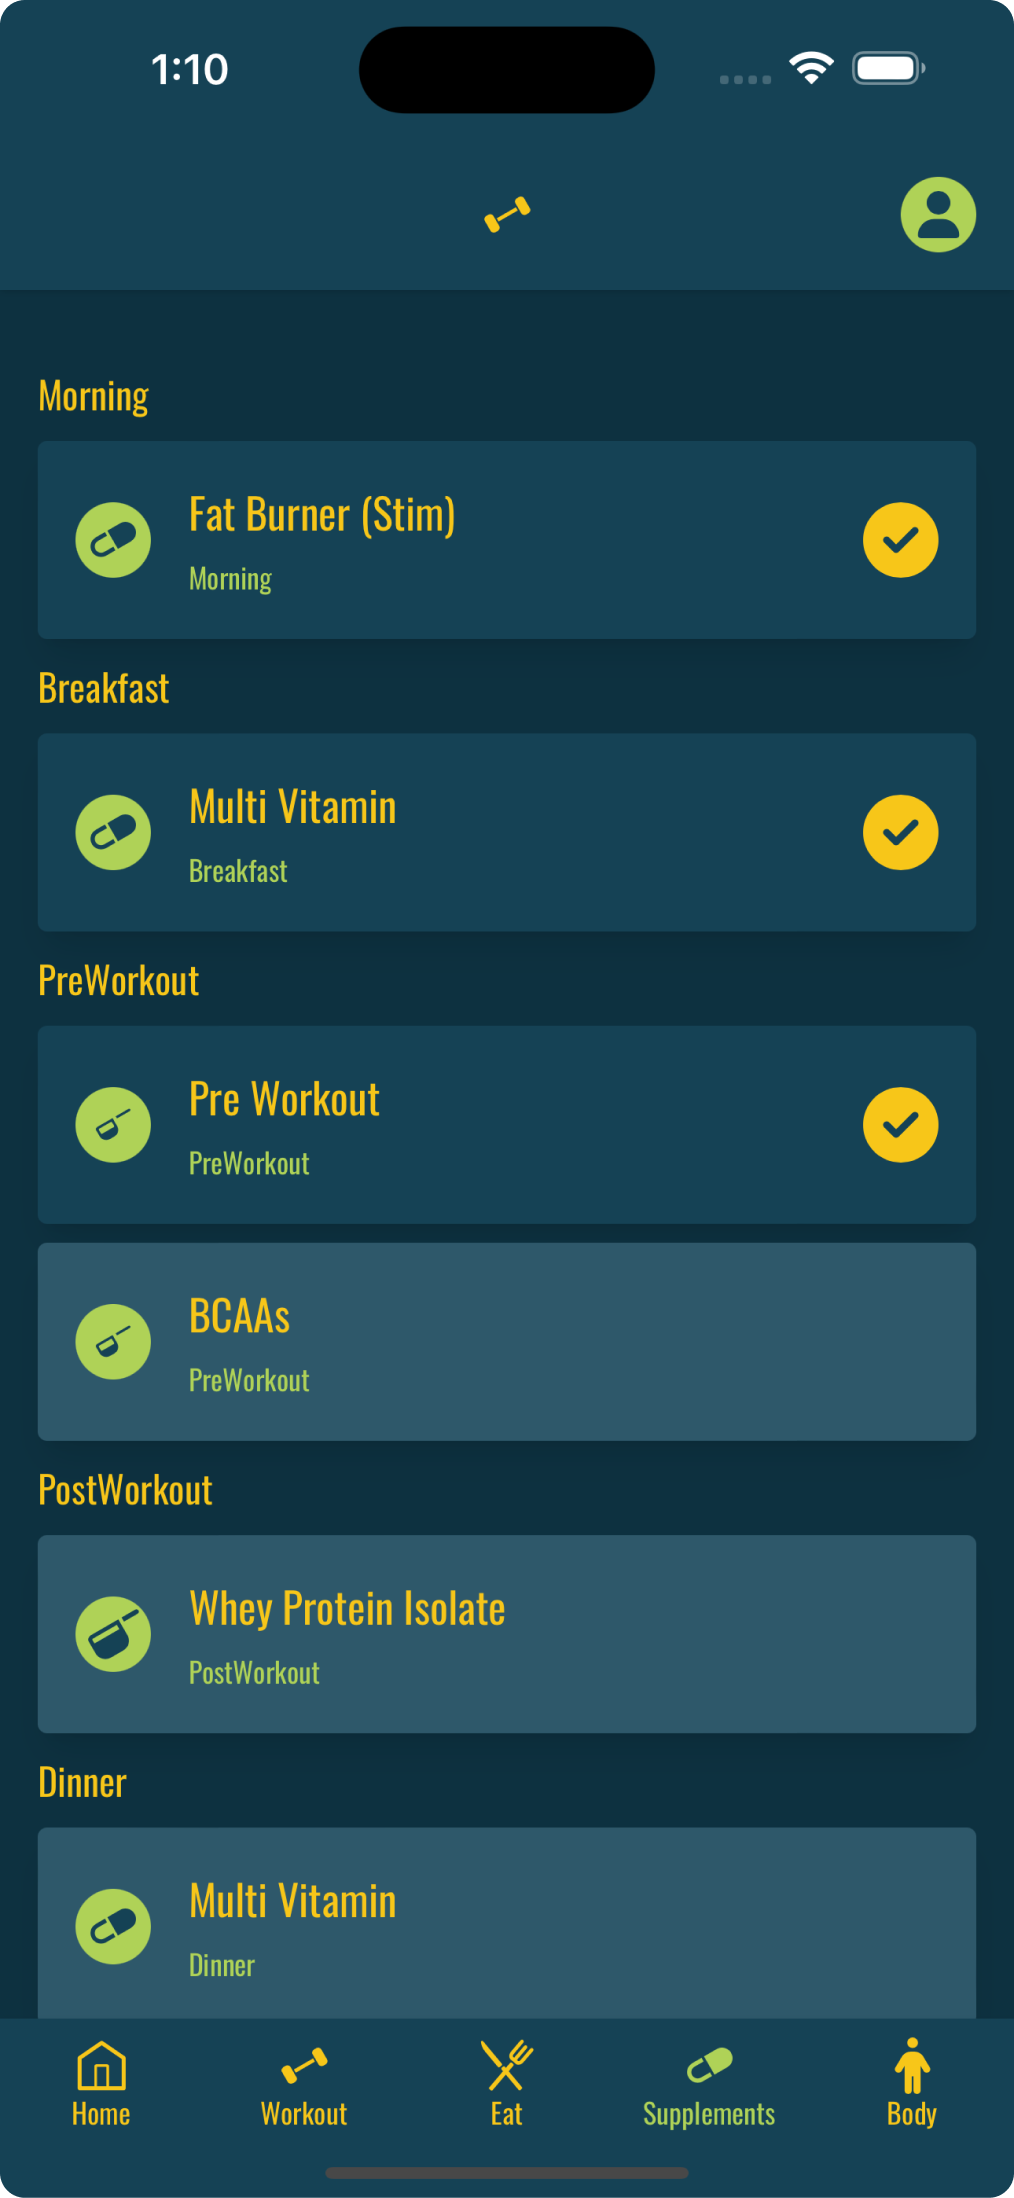 1:10
Morning
Fat Burner (Stim)
Morning
Breakfast
Multi Vitamin
Breakfast
PreWorkout
Pre Workout
PreWorkout
BCAAs
PreWorkout
PostWorkout
Whey Protein Isolate
PostWorkout
Dinner
Multi Vitamin
Dinner
Home Workout Eat Supplements Body